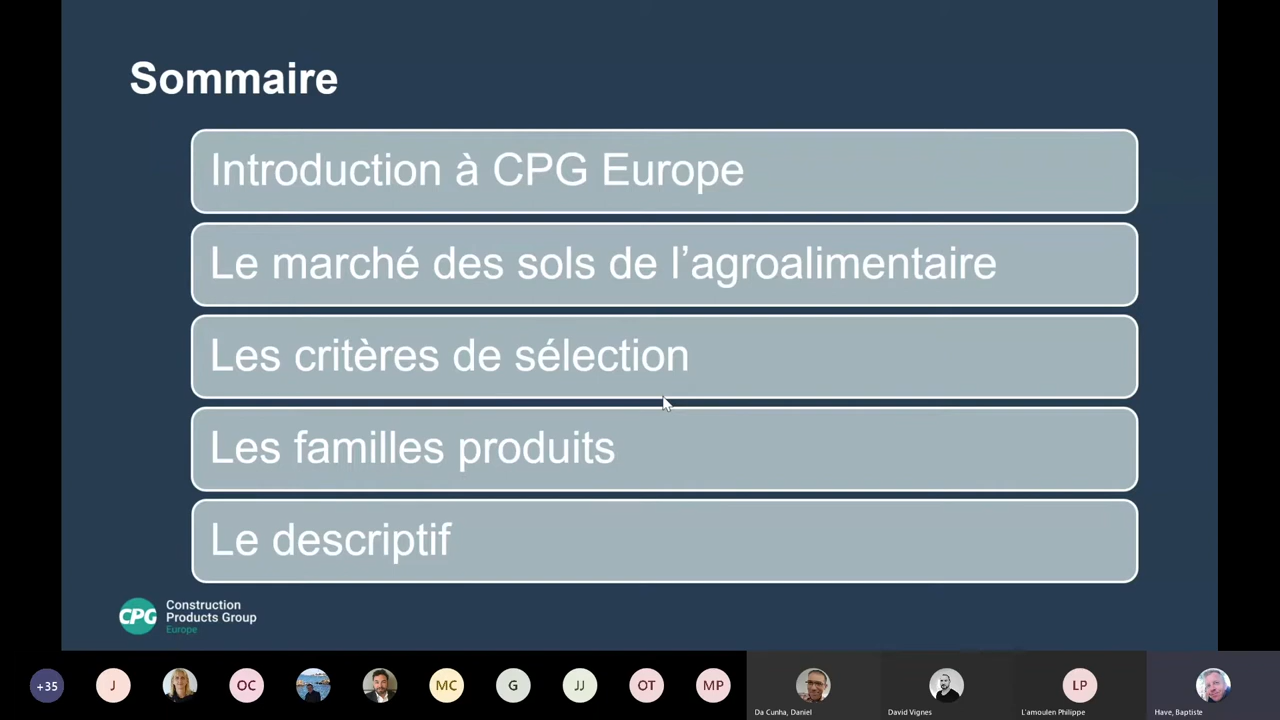 Sommaire
Introduction à CPG Europe
Le marché des sols de l’agroalimentaire
Les critères de sélection
Les familles produits
Le descriptif
CPG
Construction
Products Group
Europe
+35
J
OC
MC
G
JJ
OT
MP
LP
Da Cunha, Daniel
David Vignes
L'amoulen Philippe
Have, Baptiste